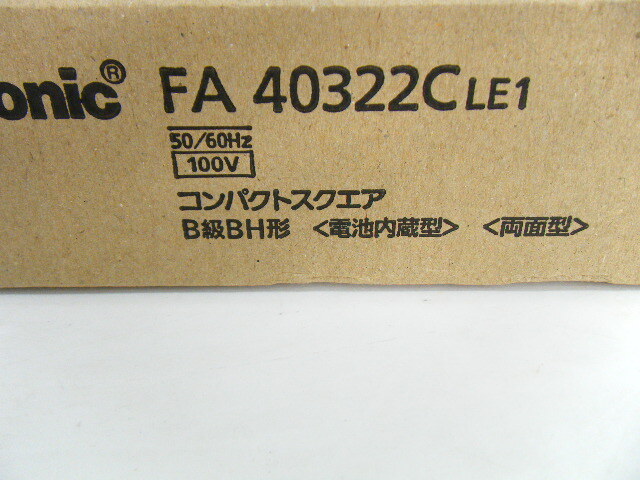 onic® FA 40322C LE1
50/60Hz
100V
コンパクトスクエア
B級BH形 <電池内蔵型> <両面型>